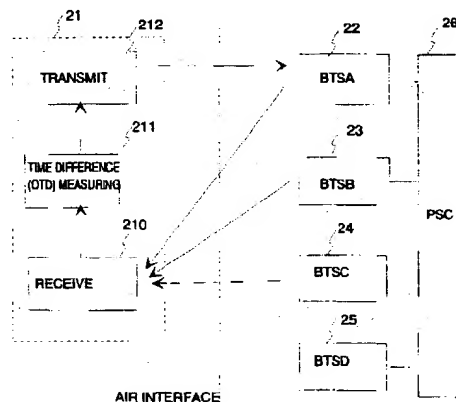 21
212
22
26
TRANSMIT
BTSA
211
23
TIME DIFFERENCE
(OTD) MEASURING
BTSB
PSC
210
24
RECEIVE
BTSC
25
BTSD
AIR INTERFACE